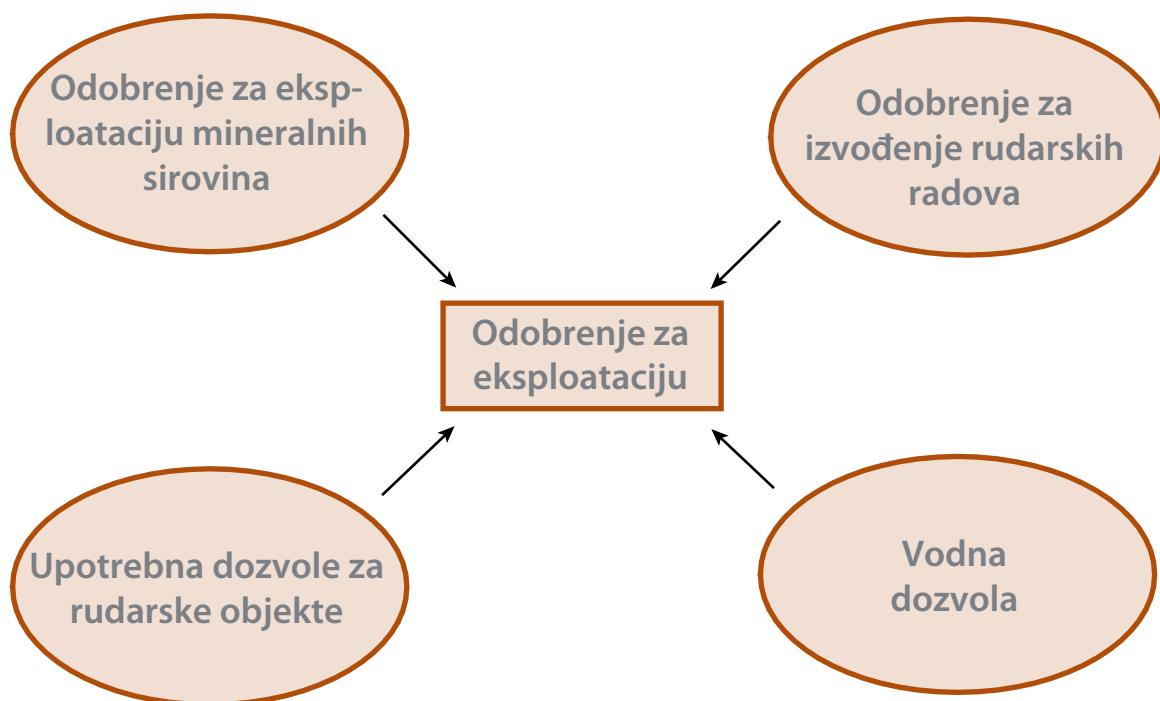 Odobrenje za eksp-
loataciju mineralnih
sirovina
Odobrenje za
izvođenje rudarskih
radova
Odobrenje za
eksploataciju
Upotrebna dozvole za
rudarske objekte
Vodna
dozvola